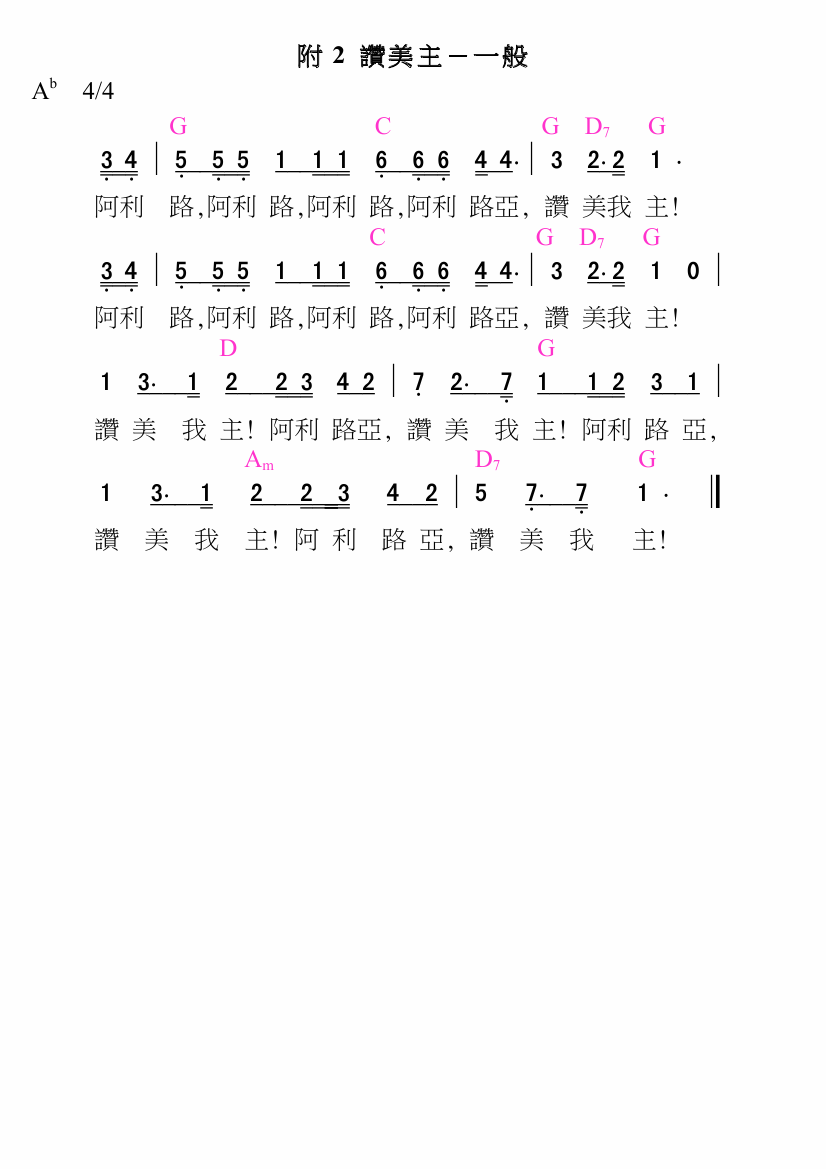 附 2 讚美主－一般
A♭ 4/4
G C G D7 G
3 4 | 5 5 5 1 1 1 6 6 6 4 4· | 3 2· 2 1 ·
阿利 路,阿利 路,阿利 路,阿利 路亞, 讚 美我 主!
C G D7 G
3 4 | 5 5 5 1 1 1 6 6 6 4 4· | 3 2· 2 1 0 |
阿利 路,阿利 路,阿利 路,阿利 路亞, 讚 美我 主!
D G
1 3· 1 2 2 3 4 2 | 7 2· 7 1 1 2 3 1 |
讚 美 我 主! 阿利 路亞, 讚 美 我 主! 阿利 路 亞,
Am D7 G
1 3· 1 2 2 3 4 2 | 5 7· 7 1 · ‖
讚 美 我 主! 阿 利 路 亞, 讚 美 我 主!